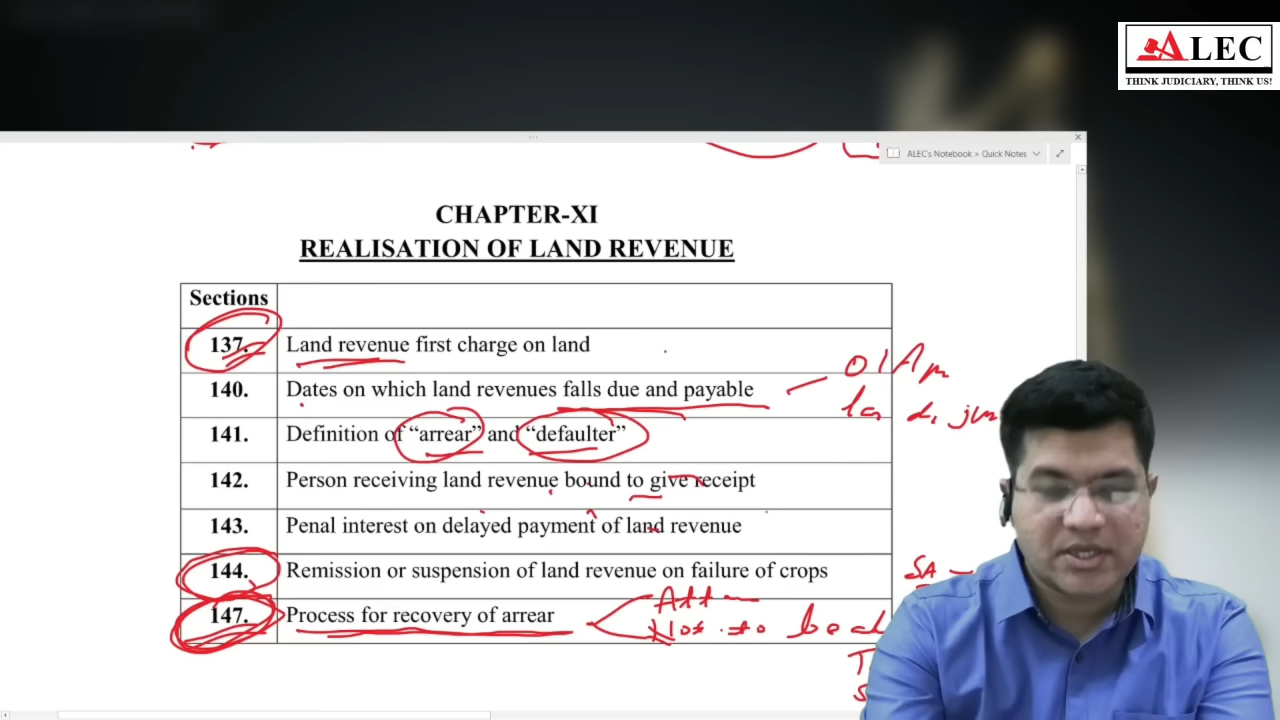 ALEC
THINK JUDICIARY, THINK US!
ALEC's Notebook > Quick Notes
CHAPTER-XI
REALISATION OF LAND REVENUE
Sections
137. Land revenue first charge on land
140. Dates on which land revenues falls due and payable
141. Definition of “arrear” and “defaulter”
142. Person receiving land revenue bound to give receipt
143. Penal interest on delayed payment of land revenue
144. Remission or suspension of land revenue on failure of crops
SA –
147. Process for recovery of arrear